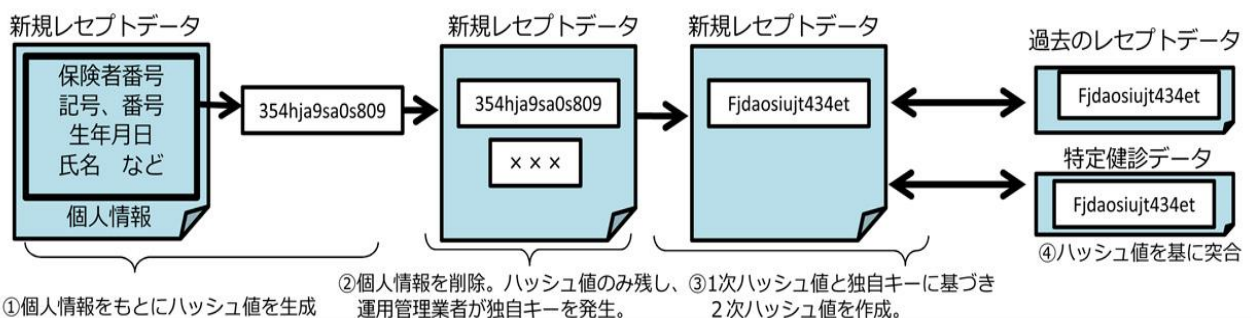 新規レセプトデータ
保険者番号
記号、番号
生年月日
氏名　など
個人情報
354hja9sa0s809
新規レセプトデータ
354hja9sa0s809
×××
新規レセプトデータ
Fjdaosiujt434et
過去のレセプトデータ
Fjdaosiujt434et
特定健診データ
Fjdaosiujt434et
①個人情報をもとにハッシュ値を生成
②個人情報を削除。ハッシュ値のみ残し、
運用管理業者が独自キーを発生。
③1次ハッシュ値と独自キーに基づき
２次ハッシュ値を作成。
④ハッシュ値を基に突合